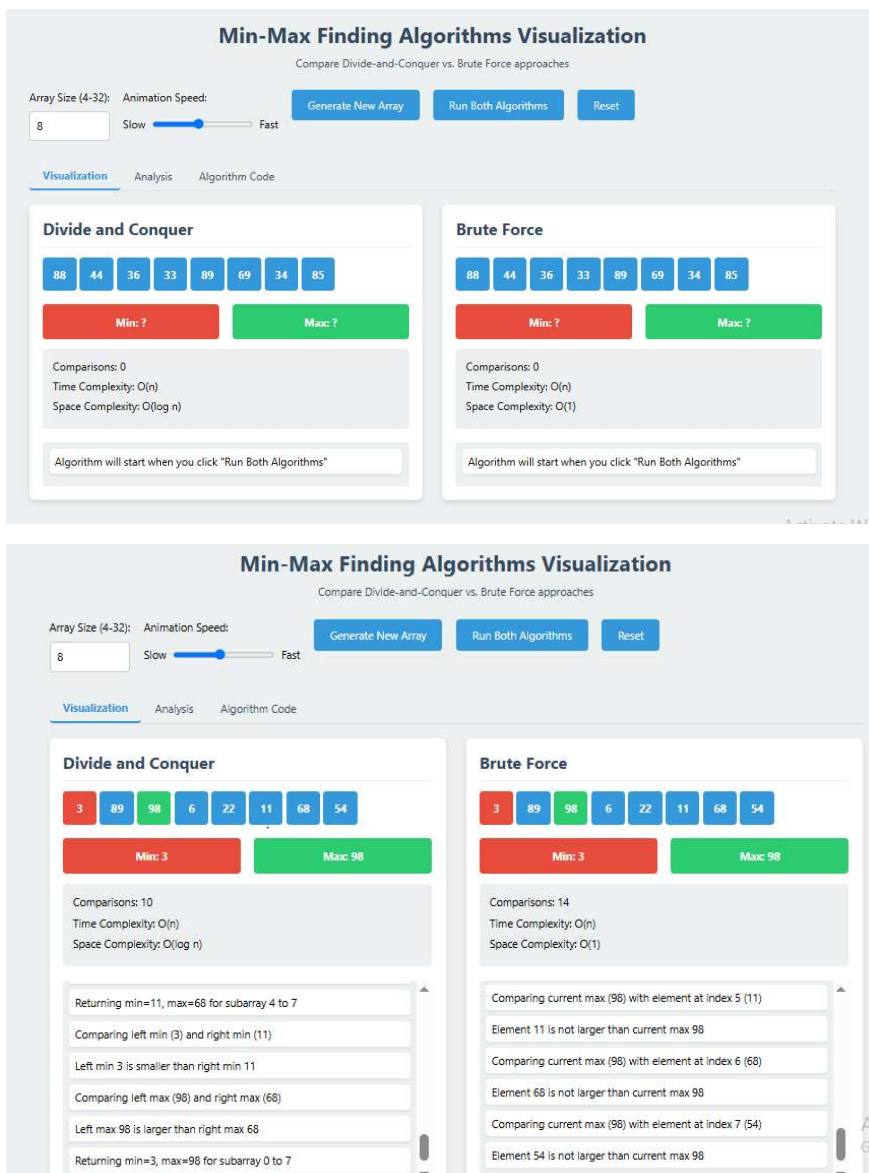 Min-Max Finding Algorithms Visualization
Compare Divide-and-Conquer vs. Brute Force approaches
Array Size (4-32): Animation Speed:
8 Slow Fast Generate New Array Run Both Algorithms Reset
Visualization Analysis Algorithm Code
Divide and Conquer
88 44 36 33 89 69 34 85
Min: ? Max: ?
Comparisons: 0
Time Complexity: O(n)
Space Complexity: O(log n)
Algorithm will start when you click "Run Both Algorithms"
Brute Force
88 44 36 33 89 69 34 85
Min: ? Max: ?
Comparisons: 0
Time Complexity: O(n)
Space Complexity: O(1)
Algorithm will start when you click "Run Both Algorithms"
Min-Max Finding Algorithms Visualization
Compare Divide-and-Conquer vs. Brute Force approaches
Array Size (4-32): Animation Speed:
8 Slow Fast Generate New Array Run Both Algorithms Reset
Visualization Analysis Algorithm Code
Divide and Conquer
3 89 98 6 22 11 68 54
Min: 3 Max: 98
Comparisons: 10
Time Complexity: O(n)
Space Complexity: O(log n)
Returning min=11, max=68 for subarray 4 to 7
Comparing left min (3) and right min (11)
Left min 3 is smaller than right min 11
Comparing left max (98) and right max (68)
Left max 98 is larger than right max 68
Returning min=3, max=98 for subarray 0 to 7
Brute Force
3 89 98 6 22 11 68 54
Min: 3 Max: 98
Comparisons: 14
Time Complexity: O(n)
Space Complexity: O(1)
Comparing current max (98) with element at index 5 (11)
Element 11 is not larger than current max 98
Comparing current max (98) with element at index 6 (68)
Element 68 is not larger than current max 98
Comparing current max (98) with element at index 7 (54)
Element 54 is not larger than current max 98